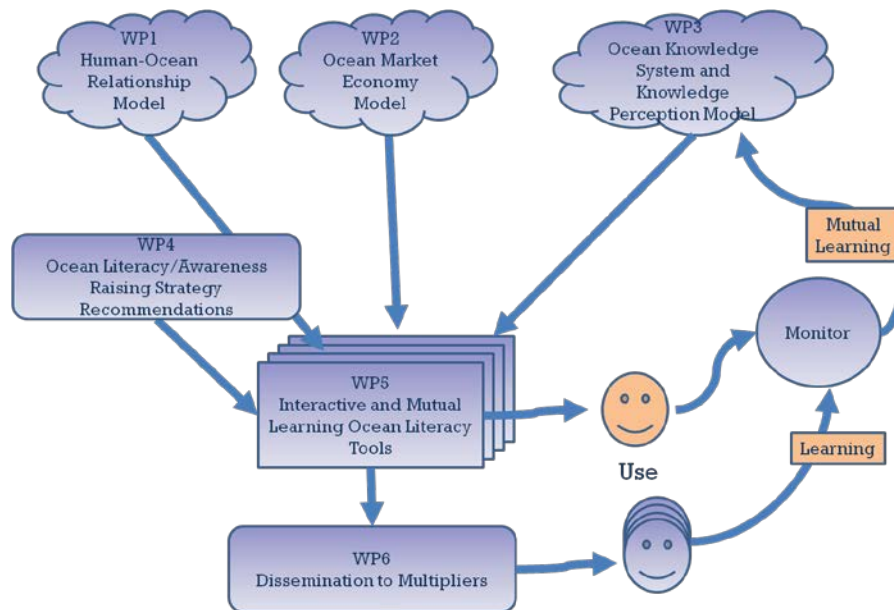 WP1
Human-Ocean
Relationship
Model
WP2
Ocean Market
Economy
Model
WP3
Ocean Knowledge
System and
Knowledge
Perception Model
Mutual
Learning
WP4
Ocean Literacy/Awareness
Raising Strategy
Recommendations
Monitor
WP5
Interactive and Mutual
Learning Ocean Literacy
Tools
Use
Learning
WP6
Dissemination to Multipliers